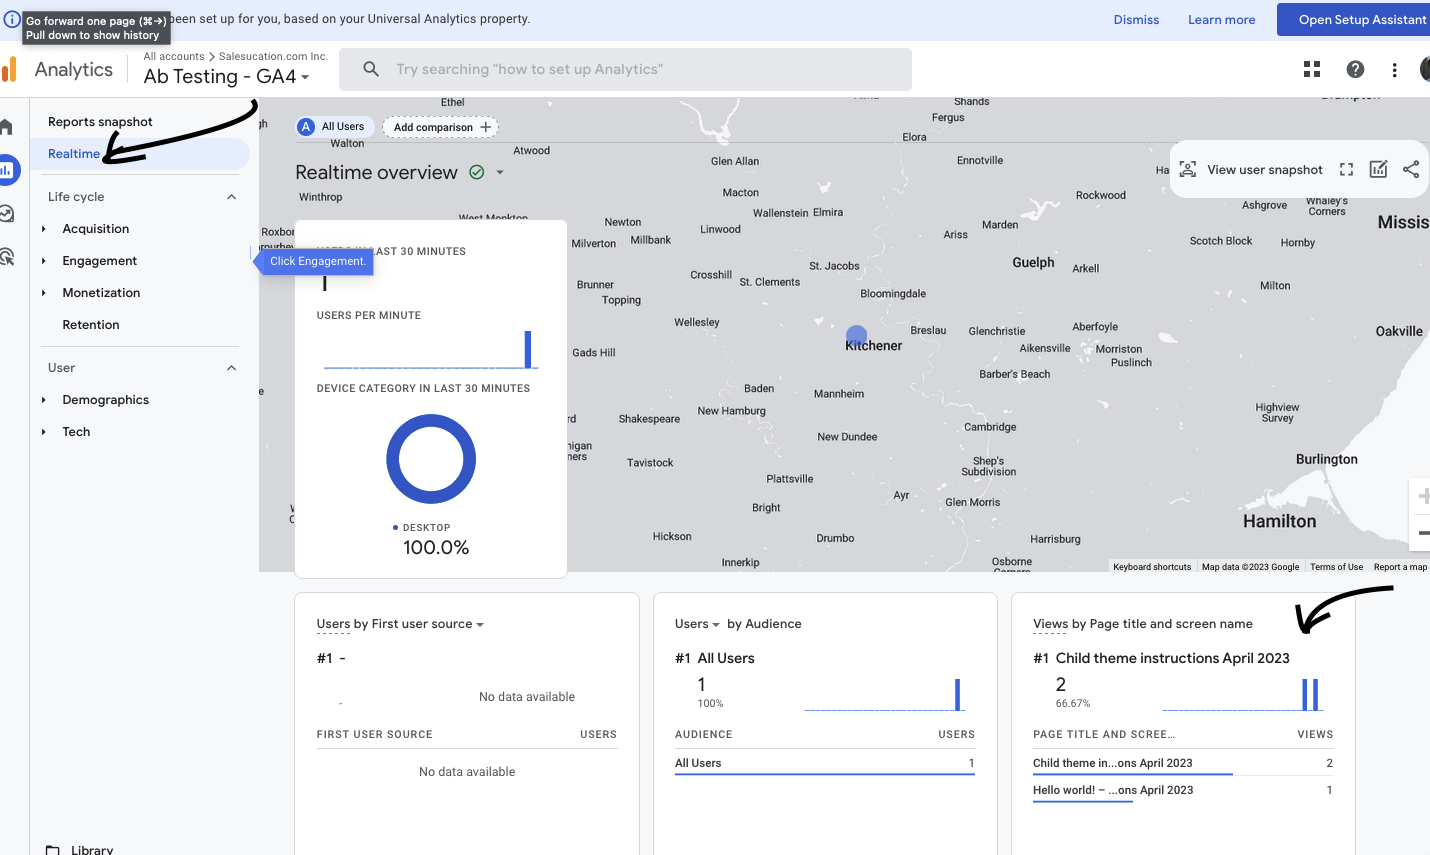 Go forward one page (⌘→)
Pull down to show history
been set up for you, based on your Universal Analytics property.
Dismiss
Learn more
Open Setup Assistant
Analytics
All accounts > Salesucation.com Inc.
Ab Testing - GA4
Try searching "how to set up Analytics"
Reports snapshot
Realtime
Life cycle
Acquisition
Engagement
Monetization
Retention
User
Demographics
Tech
Library
Click Engagement.
A All Users
Add comparison +
Realtime overview
View user snapshot
USERS IN LAST 30 MINUTES
1
USERS PER MINUTE
DEVICE CATEGORY IN LAST 30 MINUTES
DESKTOP
100.0%
Ethel
Shands
Fergus
Elora
Walton
Atwood
Glen Allan
Ennotville
Winthrop
Macton
Rockwood
Ashgrove
Whaley's
Corners
West Monkton
Newton
Wallenstein
Elmira
Marden
Missis
Linwood
Milverton
Millbank
Ariss
Scotch Block
Hornby
St. Jacobs
Guelph
Arkell
Crosshill
St. Clements
Brunner
Topping
Bloomingdale
Milton
Wellesley
Breslau
Glenchristie
Aberfoyle
Oakville
Kitchener
Gads Hill
Aikensville
Morriston
Puslinch
Barber's Beach
Baden
Mannheim
Shakespeare
New Hamburg
Cambridge
Highview
Survey
New Dundee
Tavistock
Shep's
Subdivision
Burlington
Plattsville
Ayr
Glen Morris
Bright
Hamilton
Hickson
Drumbo
Harrisburg
Innerkip
Osborne
Corners
Keyboard shortcuts
Map data ©2023 Google
Terms of Use
Report a map
Users by First user source
#1 -
-
No data available
FIRST USER SOURCE USERS
No data available
Users by Audience
#1 All Users
1
100%
AUDIENCE USERS
All Users 1
Views by Page title and screen name
#1 Child theme instructions April 2023
2
66.67%
PAGE TITLE AND SCREE… VIEWS
Child theme in...ons April 2023 2
Hello world! – ...ons April 2023 1